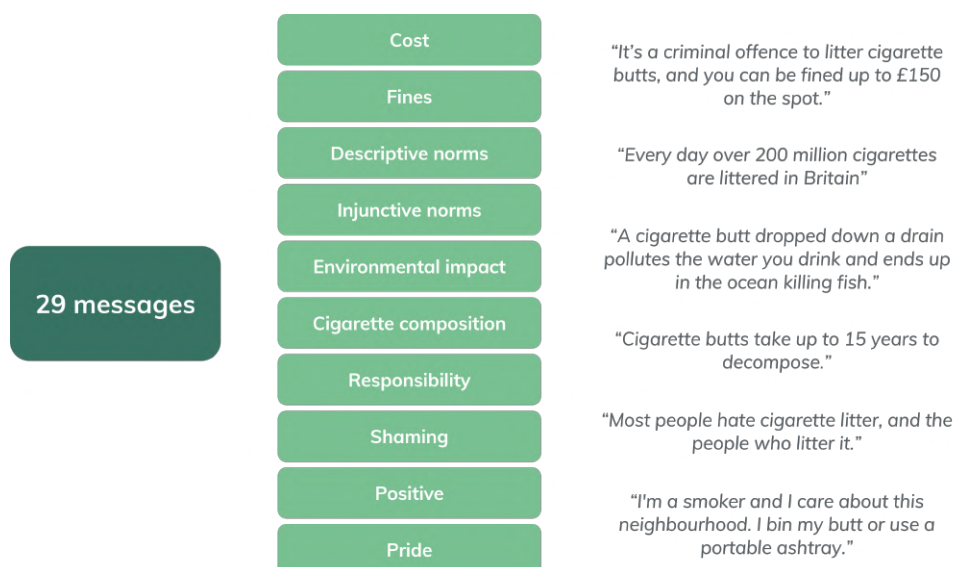 29 messages
Cost
Fines
Descriptive norms
Injunctive norms
Environmental impact
Cigarette composition
Responsibility
Shaming
Positive
Pride
“It’s a criminal offence to litter cigarette
butts, and you can be fined up to £150
on the spot.”
“Every day over 200 million cigarettes
are littered in Britain”
“A cigarette butt dropped down a drain
pollutes the water you drink and ends up
in the ocean killing fish.”
“Cigarette butts take up to 15 years to
decompose.”
“Most people hate cigarette litter, and the
people who litter it.”
“I'm a smoker and I care about this
neighbourhood. I bin my butt or use a
portable ashtray.”